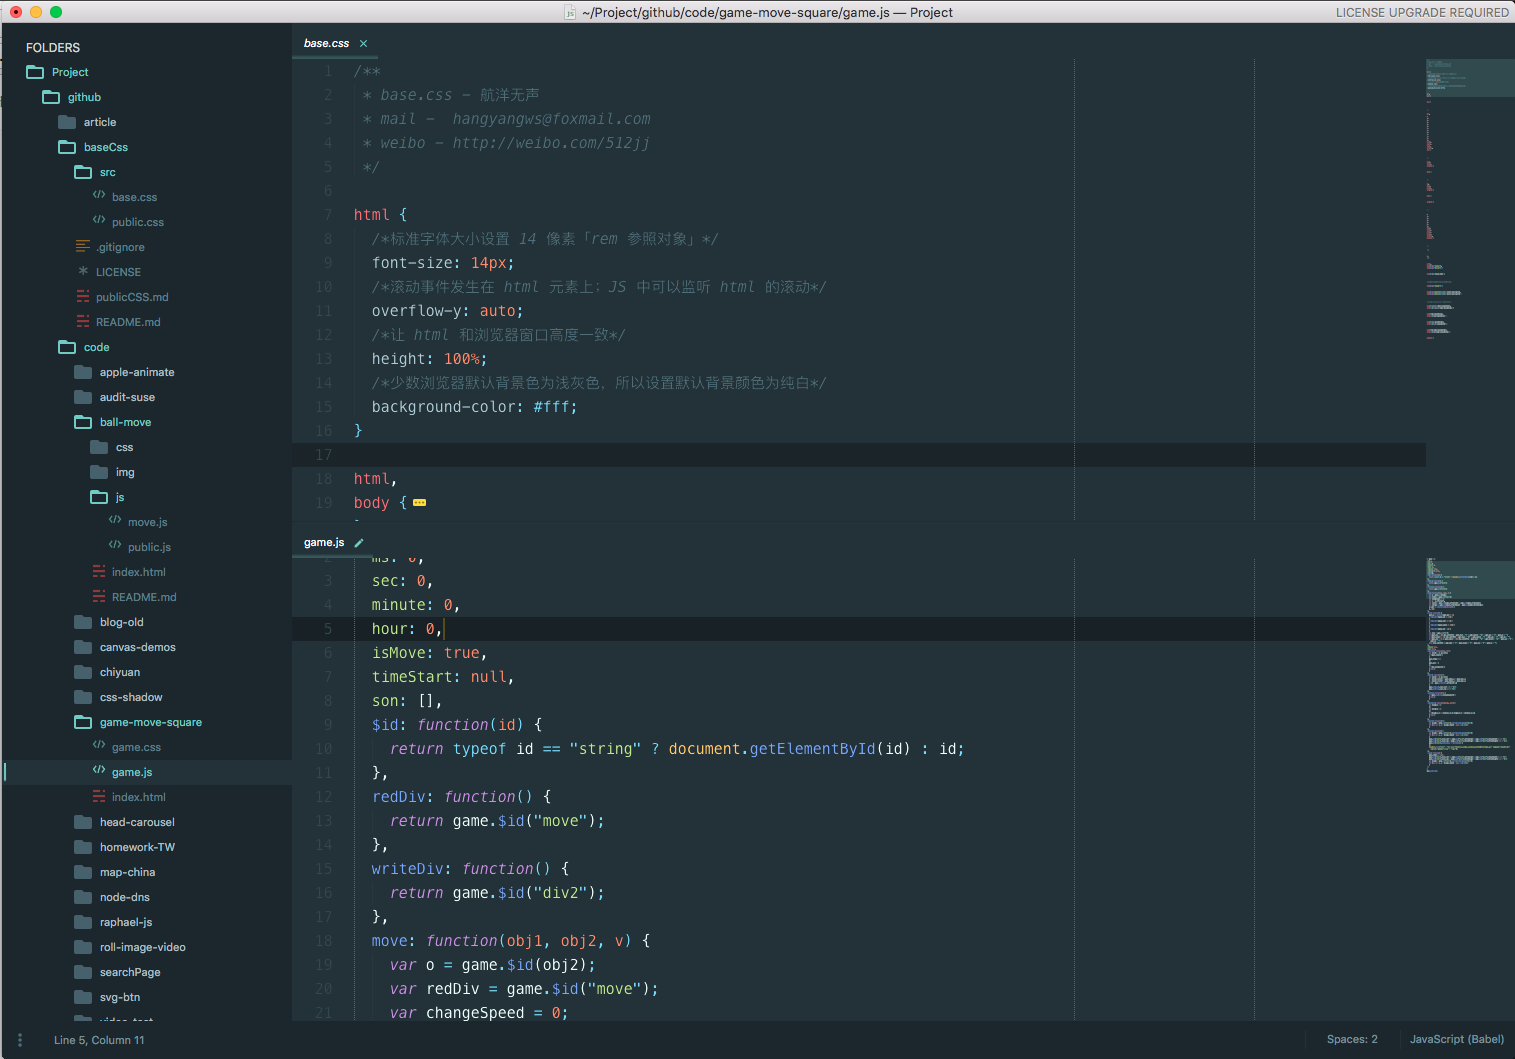 ~/Project/github/code/game-move-square/game.js — Project
LICENSE UPGRADE REQUIRED
FOLDERS
Project
github
article
baseCss
src
base.css
public.css
.gitignore
LICENSE
publicCSS.md
README.md
code
apple-animate
audit-suse
ball-move
css
img
js
move.js
public.js
index.html
README.md
blog-old
canvas-demos
chiyuan
css-shadow
game-move-square
game.css
game.js
index.html
head-carousel
homework-TW
map-china
node-dns
raphael-js
roll-image-video
searchPage
svg-btn
video-test
base.css ×
1 /**
2 * base.css - 航洋无声
3 * mail -  hangyangws@foxmail.com
4 * weibo - http://weibo.com/512jj
5 */
6
7 html {
8 /*标准字体大小设置 14 像素「rem 参照对象」*/
9 font-size: 14px;
10 /*滚动事件发生在 html 元素上；JS 中可以监听 html 的滚动*/
11 overflow-y: auto;
12 /*让 html 和浏览器窗口高度一致*/
13 height: 100%;
14 /*少数浏览器默认背景色为浅灰色，所以设置默认背景颜色为纯白*/
15 background-color: #fff;
16 }
17
18 html,
19 body {
game.js
2 ms: 0,
3 sec: 0,
4 minute: 0,
5 hour: 0,
6 isMove: true,
7 timeStart: null,
8 son: [],
9 $id: function(id) {
10 return typeof id == "string" ? document.getElementById(id) : id;
11 },
12 redDiv: function() {
13 return game.$id("move");
14 },
15 writeDiv: function() {
16 return game.$id("div2");
17 },
18 move: function(obj1, obj2, v) {
19 var o = game.$id(obj2);
20 var redDiv = game.$id("move");
21 var changeSpeed = 0;
Line 5, Column 11
Spaces: 2
JavaScript (Babel)